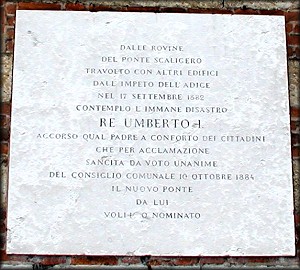 DALLE ROVINE
DEL PONTE SCALIGERO
TRAVOLTO CON ALTRI EDIFICI
DALL'IMPETO DELL'ADIGE
NEL 17 SETTEMBRE 1882
CONTEMPLO L'IMMANE DISASTRO
RE UMBERTO I.
ACCORSO QUAL PADRE A CONFORTO DEI CITTADINI
CHE PER ACCLAMAZIONE
SANCITA DA VOTO UNANIME
DEL CONSIGLIO COMUNALE 10 OTTOBRE 1884
IL NUOVO PONTE
DA LUI
NOMINATO